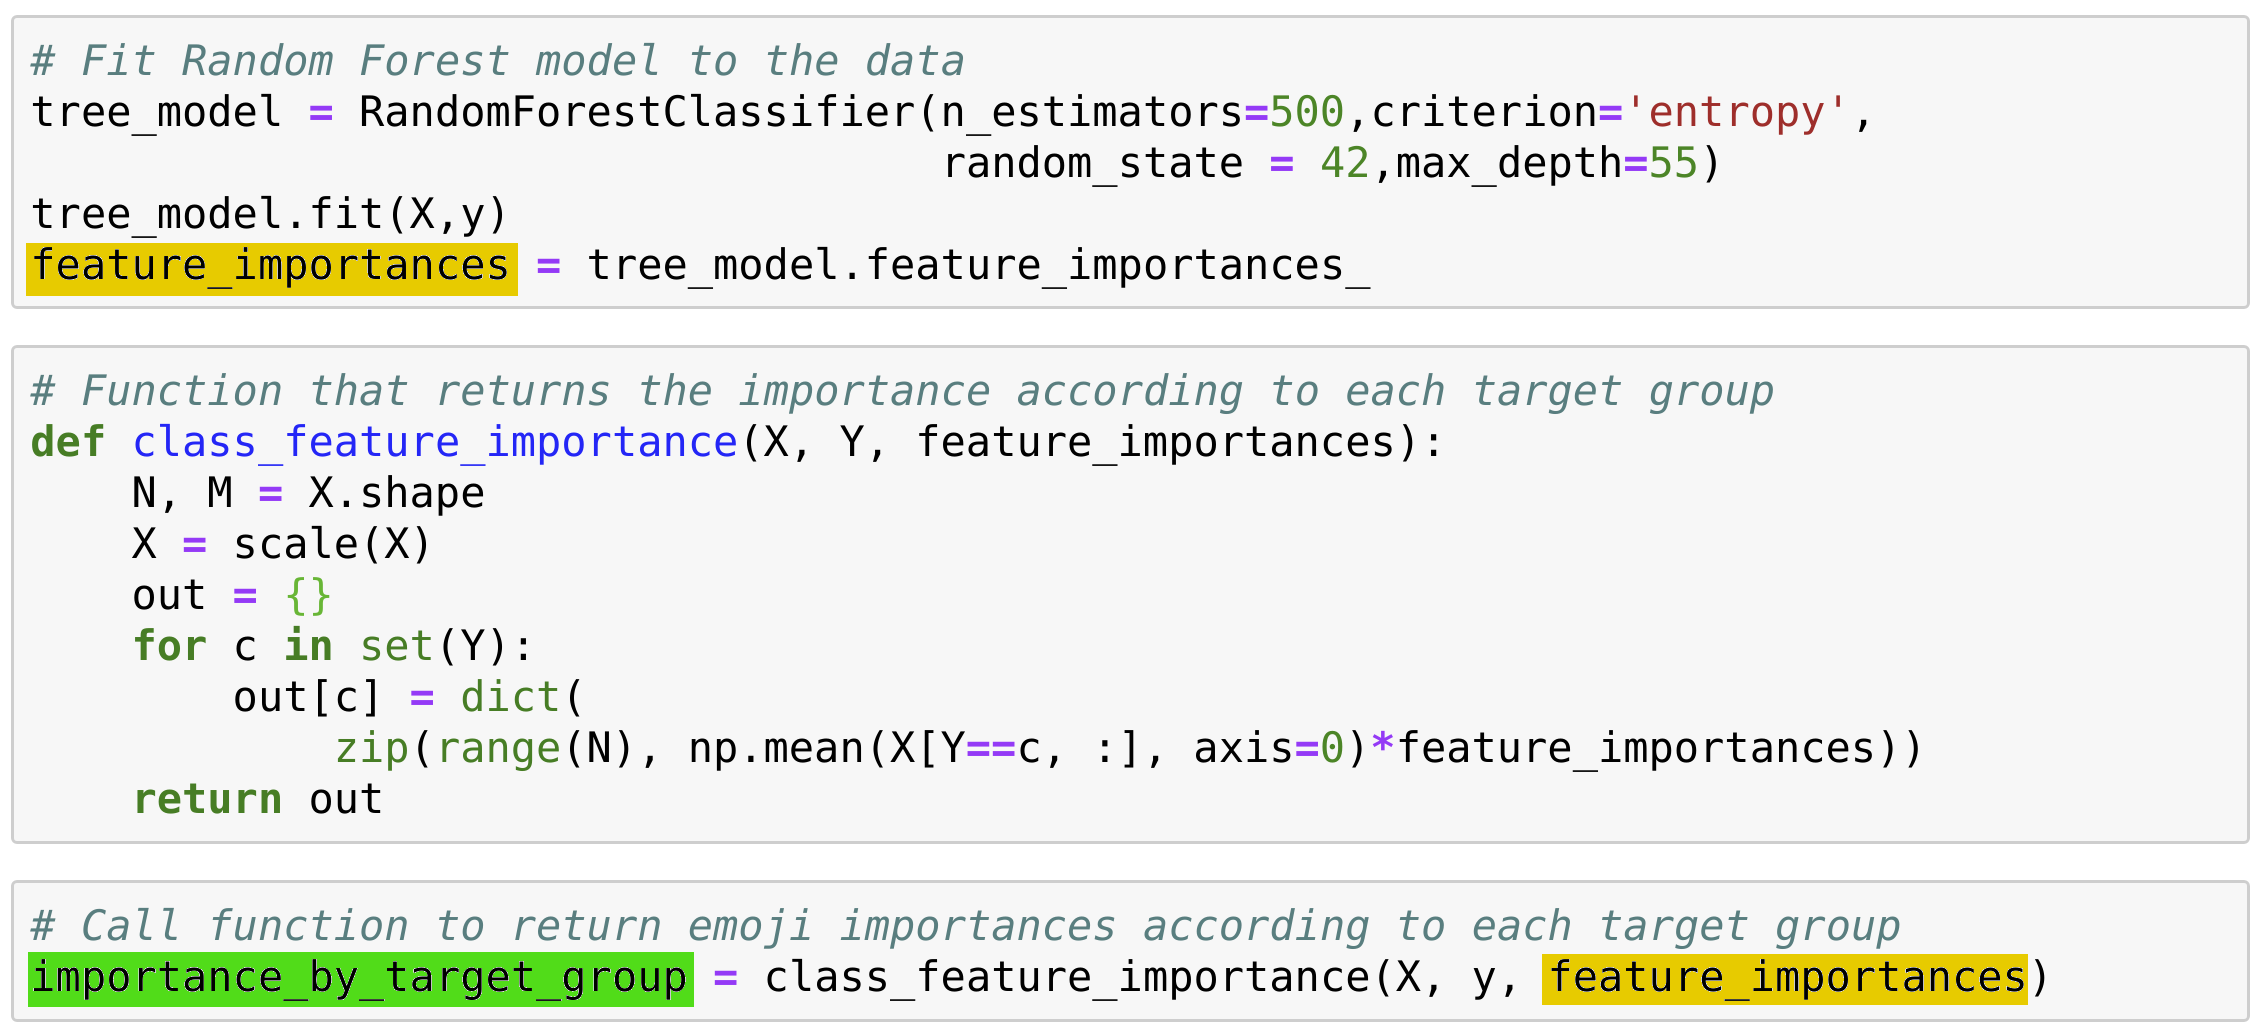 # Fit Random Forest model to the data
tree_model = RandomForestClassifier(n_estimators=500,criterion='entropy',
                                    random_state = 42,max_depth=55)
tree_model.fit(X,y)
feature_importances = tree_model.feature_importances_
# Function that returns the importance according to each target group
def class_feature_importance(X, Y, feature_importances):
    N, M = X.shape
    X = scale(X)
    out = {}
    for c in set(Y):
        out[c] = dict(
            zip(range(N), np.mean(X[Y==c, :], axis=0)*feature_importances))
    return out
# Call function to return emoji importances according to each target group
importance_by_target_group = class_feature_importance(X, y, feature_importances)